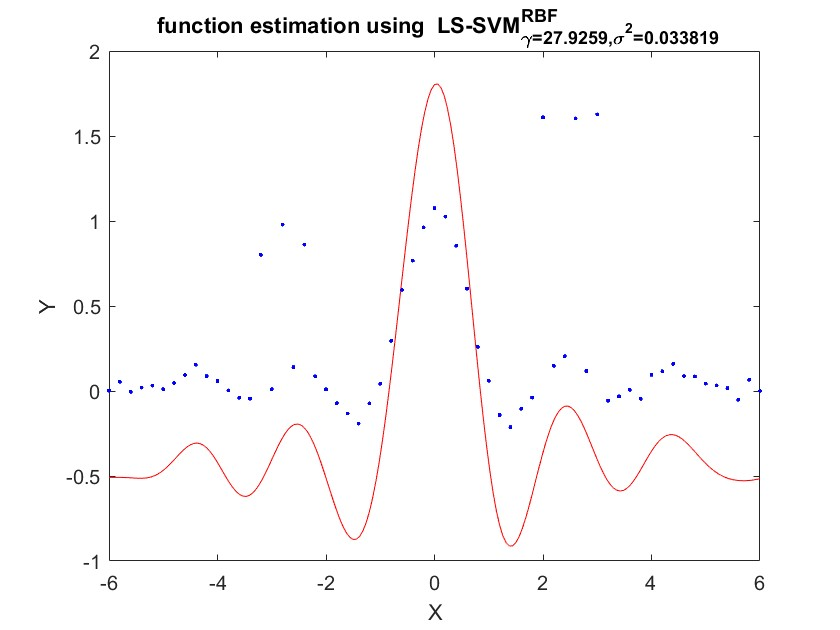 function estimation using LS-SVM^RBF_γ=27.9259,σ^2=0.033819
2
1.5
1
0.5
0
-0.5
-1
Y
-6 -4 -2 0 2 4 6
X